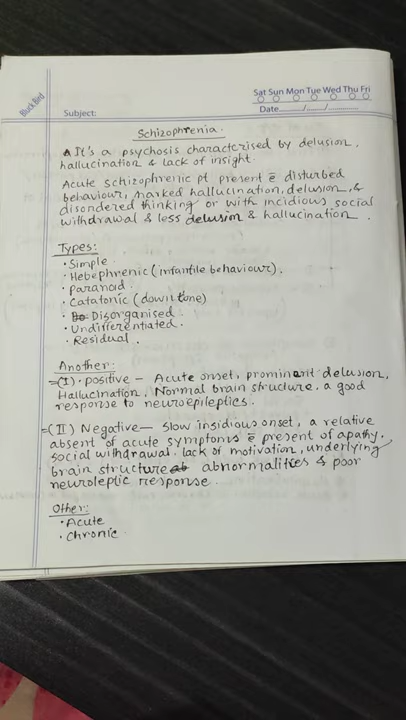 Black Bird
Sat Sun Mon Tue Wed Thu Fri
Subject:
Date............/......../................
Schizophrenia.
It's a psychosis characterised by delusion,
hallucination & lack of insight.
Acute schizophrenic pt present c̄ disturbed
behaviour, marked hallucination, delusion, &
disondered thinking or with incidious social
withdrawal & less delusion & hallucination.
Types:
• Simple.
• Hebephrenic (infantile behaviour).
• paranoid.
• Catatonic (down tone)
• Disorganised.
• Undifferentiated.
• Residual.
Another:
(I) • positive - Acute onset, prominent delusion,
Hallucination, Normal brain structure. a good
response to neuroepileptics.
(II) Negative — slow insidious onset, a relative
absent of acute symptoms c̄ present of apathy.
social withdrawal. lack of motivation, underlying
brain structure abnormalities & poor
neuroleptic response.
Other:
• Acute
• Chronic.